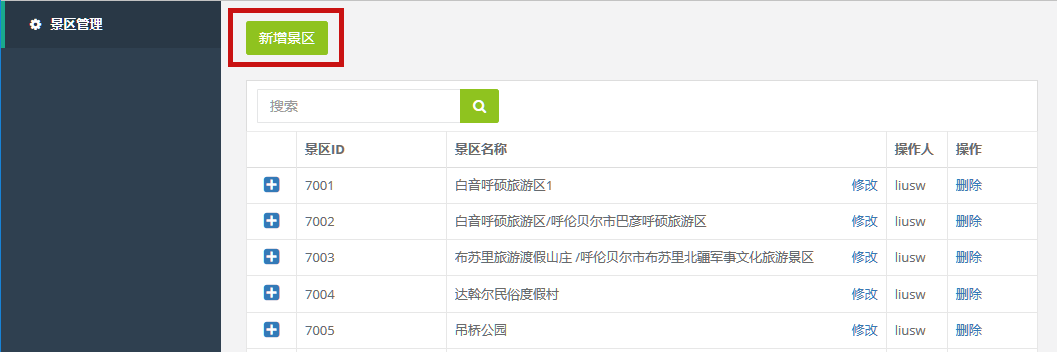 景区管理
新增景区
搜索
景区ID 景区名称 操作人 操作
7001 白音呼硕旅游区1 修改 liusw 删除
7002 白音呼硕旅游区/呼伦贝尔市巴彦呼硕旅游区 修改 liusw 删除
7003 布苏里旅游渡假山庄 /呼伦贝尔市布苏里北疆军事文化旅游景区 修改 liusw 删除
7004 达斡尔民俗度假村 修改 liusw 删除
7005 吊桥公园 修改 liusw 删除